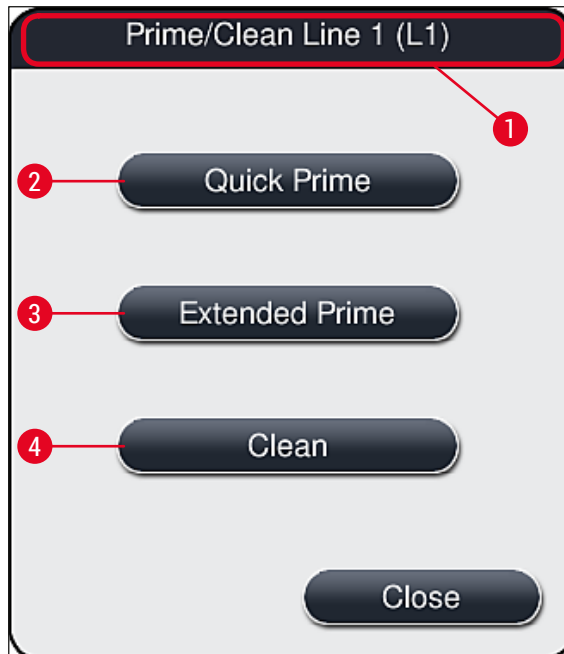 Prime/Clean Line 1 (L1)
1
2 Quick Prime
3 Extended Prime
4 Clean
Close